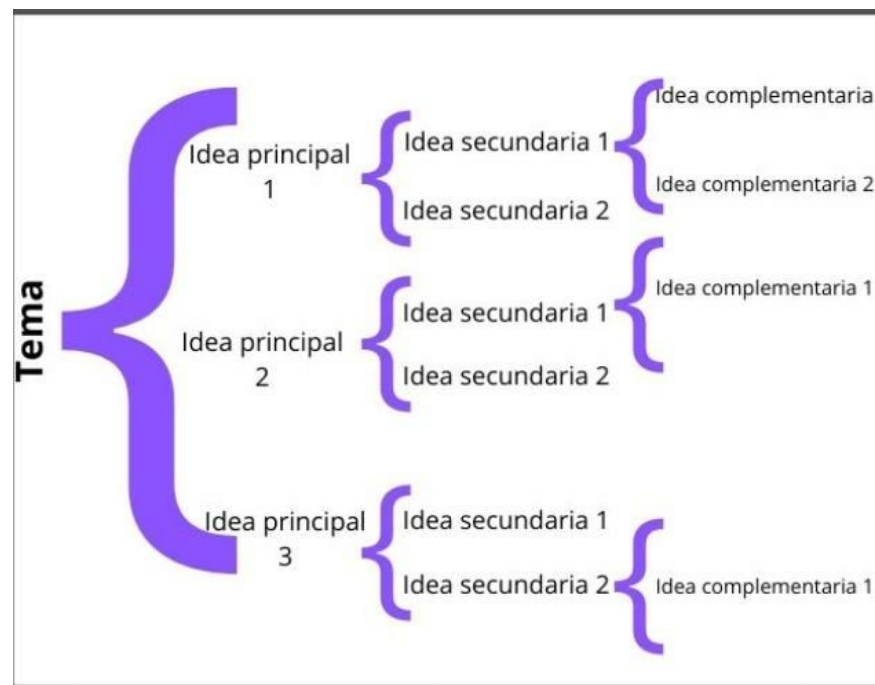 Tema
Idea principal
1
Idea secundaria 1
Idea complementaria
Idea complementaria 2
Idea secundaria 2
Idea principal
2
Idea secundaria 1
Idea complementaria 1
Idea secundaria 2
Idea principal
3
Idea secundaria 1
Idea secundaria 2
Idea complementaria 1